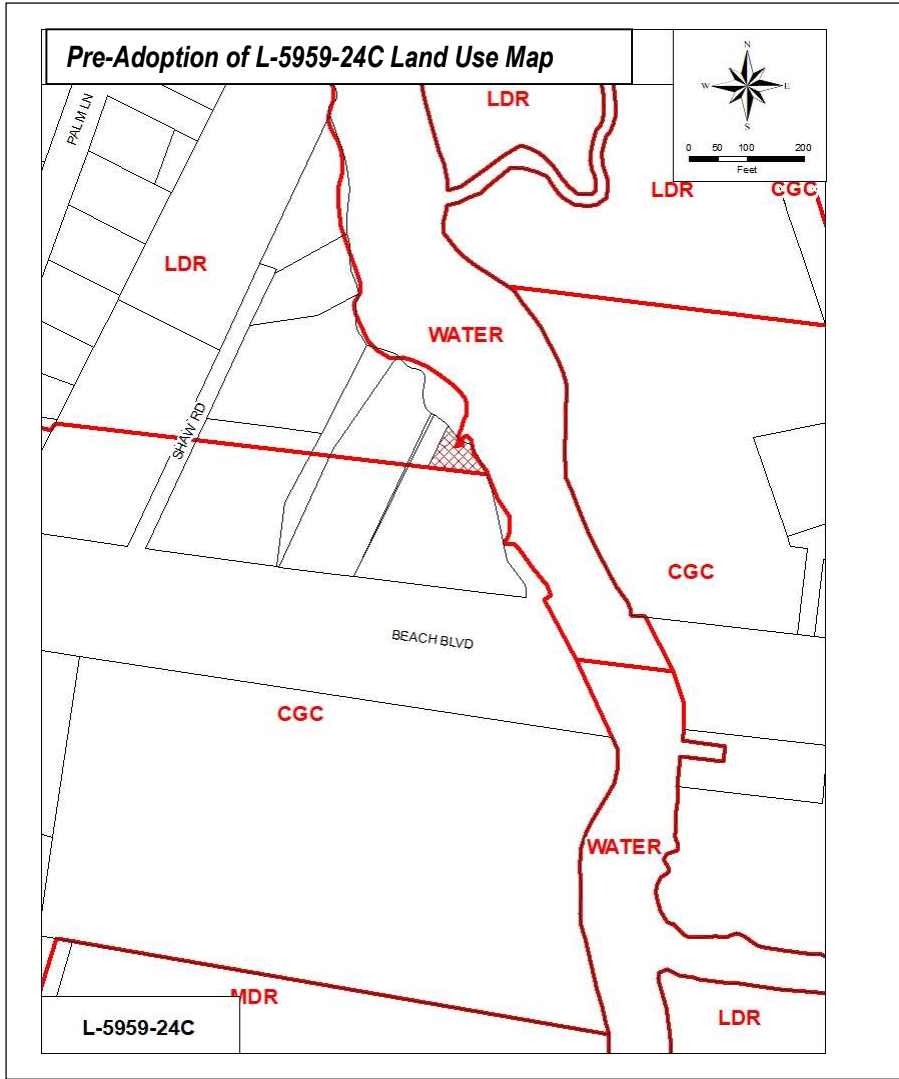 Pre-Adoption of L-5959-24C Land Use Map
N
W E
S
0 50 100 200
Feet
PALM LN
LDR
LDR
CGC
LDR
WATER
SHAW RD
CGC
BEACH BLVD
CGC
WATER
MDR
LDR
L-5959-24C